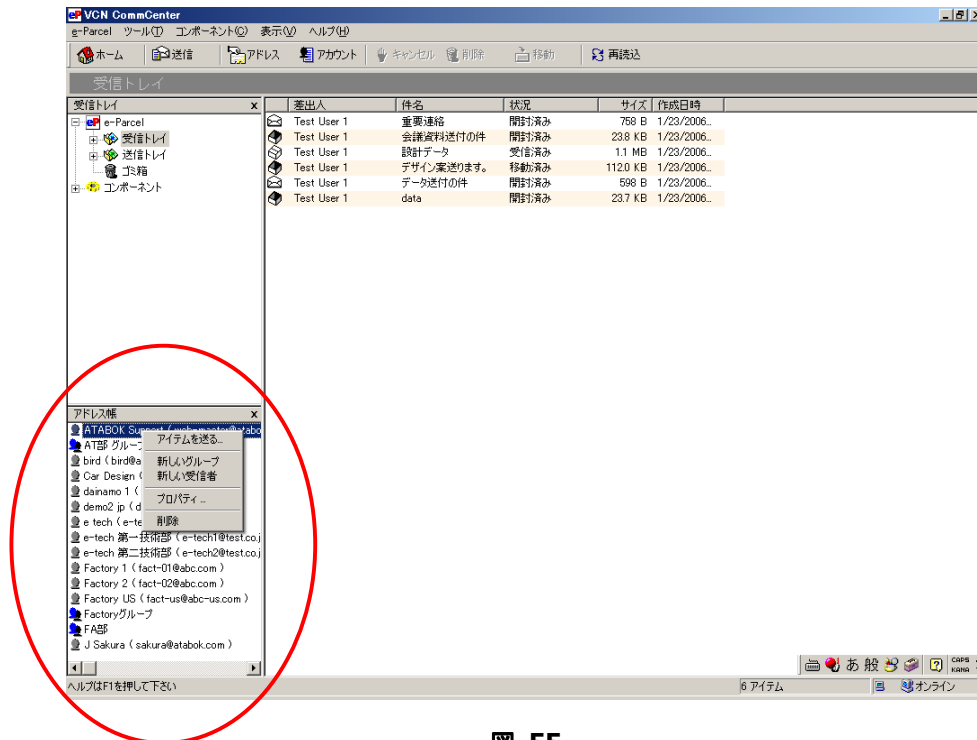 eP VCN CommCenter
e-Parcel ツール(T) コンポーネント(C) 表示(V) ヘルプ(H)
ホーム 送信 アドレス アカウント キャンセル 削除 移動 再読込
受信トレイ
受信トレイ x
eP e-Parcel
受信トレイ
送信トレイ
ゴミ箱
コンポーネント
差出人 件名 状況 サイズ 作成日時
Test User 1 重要連絡 開封済み 758 B 1/23/2006...
Test User 1 会議資料送付の件 開封済み 23.8 KB 1/23/2006...
Test User 1 設計データ 受信済み 1.1 MB 1/23/2006...
Test User 1 デザイン案送ります。 移動済み 112.0 KB 1/23/2006...
Test User 1 データ送付の件 開封済み 598 B 1/23/2006...
Test User 1 data 開封済み 23.7 KB 1/23/2006...
アドレス帳 x
ATABOK Support ( web-master@atabo
AT部 グルー
bird ( bird@a
Car Design (
dainamo 1 (
demo2 jp ( d
e tech ( e-te
e-tech 第一技術部 ( e-tech1@test.co.j
e-tech 第二技術部 ( e-tech2@test.co.j
Factory 1 ( fact-01@abc.com )
Factory 2 ( fact-02@abc.com )
Factory US ( fact-us@abc-us.com )
Factoryグループ
FA部
J Sakura ( sakura@atabok.com )
アイテムを送る...
新しいグループ
新しい受信者
プロパティ ...
削除
あ 般 CAPS KANA
ヘルプはF1を押して下さい 6 アイテム オンライン
図 55